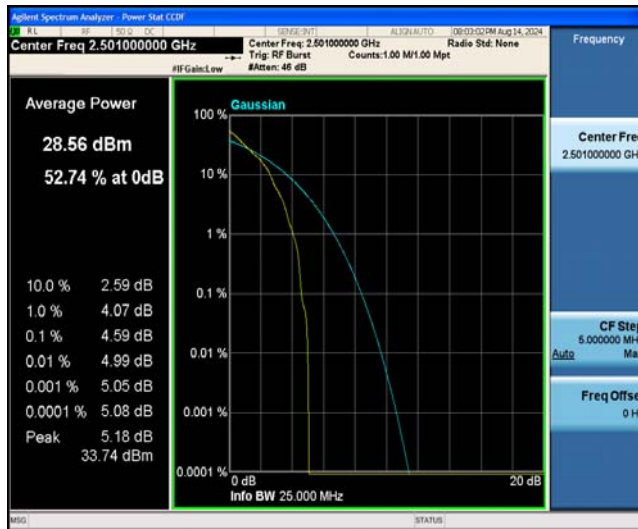 Agilent Spectrum Analyzer - Power Stat CCDF
RL RF 50 Ω DC SENSE:INT ALIGN AUTO 08:03:02 PM Aug 14, 2024
Center Freq 2.501000000 GHz
Center Freq: 2.501000000 GHz Radio Std: None
Trig: RF Burst Counts:1.00 M/1.00 Mpt
#IFGain:Low #Atten: 46 dB
Frequency
Average Power
28.56 dBm
52.74 % at 0dB
10.0 % 2.59 dB
1.0 % 4.07 dB
0.1 % 4.59 dB
0.01 % 4.99 dB
0.001 % 5.05 dB
0.0001 % 5.08 dB
Peak 5.18 dB
33.74 dBm
Gaussian
100 %
10 %
1 %
0.1 %
0.01 %
0.001 %
0.0001 %
0 dB 20 dB
Info BW 25.000 MHz
Center Fre
2.501000000 GH
CF Ste
5.000000 MH
Auto Ma
Freq Offse
0 H
MSG STATUS